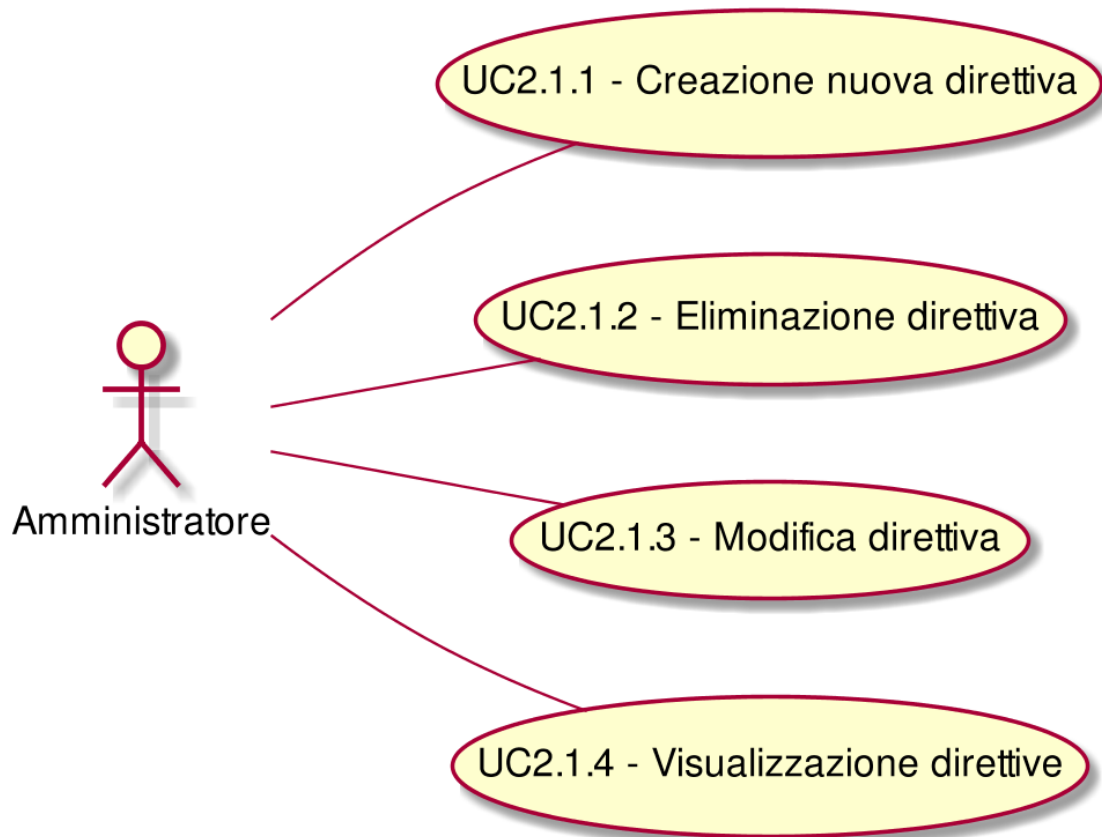 UC2.1.1 - Creazione nuova direttiva
UC2.1.2 - Eliminazione direttiva
Amministratore
UC2.1.3 - Modifica direttiva
UC2.1.4 - Visualizzazione direttive